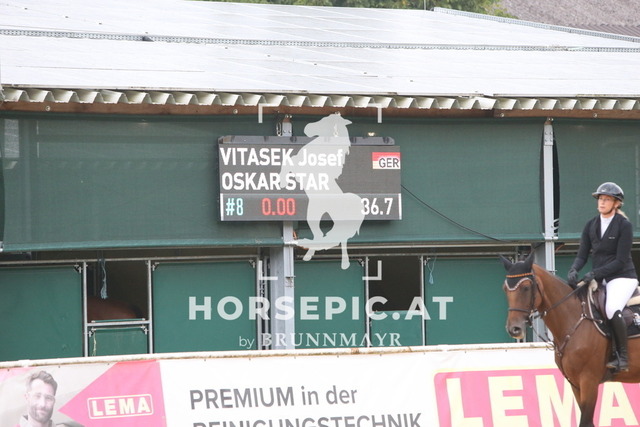 VITASEK Josef
GER
OSKAR STAR
#8 0.00 36.7
HORSEPIC.AT
by BRUNNMAYR
LEMA
PREMIUM in der
REINIGUNGSTECHNIK
LEMA